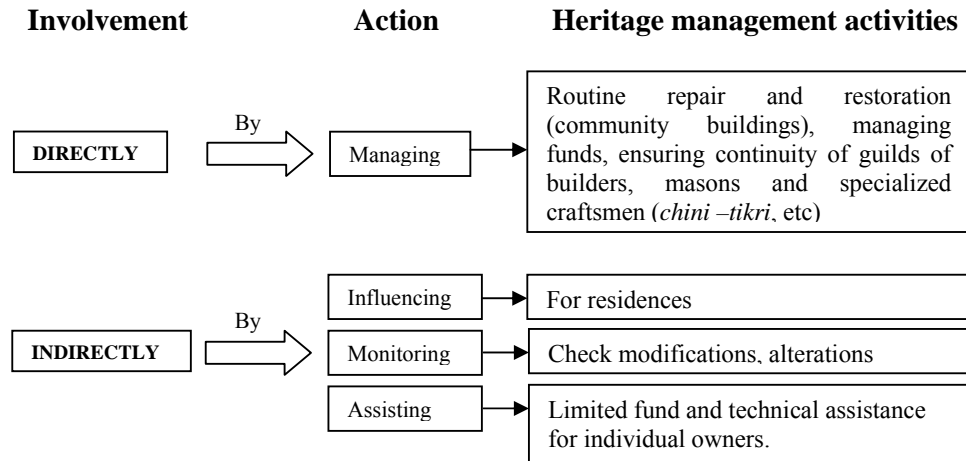 Involvement Action Heritage management activities
By
DIRECTLY
Managing
Routine repair and restoration
(community buildings), managing
funds, ensuring continuity of guilds of
builders, masons and specialized
craftsmen (chini –tikri, etc)
By
INDIRECTLY
Influencing
For residences
Monitoring
Check modifications, alterations
Assisting
Limited fund and technical assistance
for individual owners.